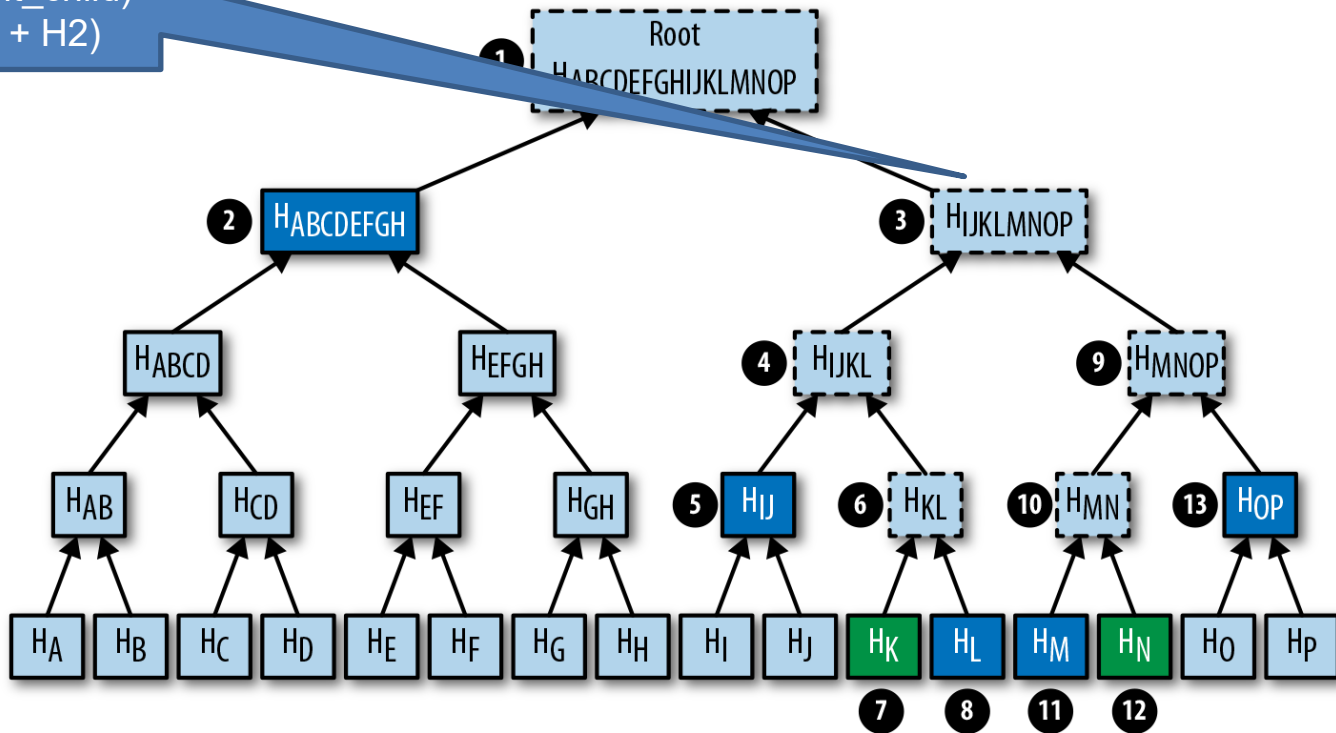 + H2)
Root
HABCDEFGHIJKLMNOP
1
2
HABCDEFGH
3
HIJKLMNOP
HABCD
HEFGH
4
HIJKL
9
HMNOP
HAB
HCD
HEF
HGH
5
HIJ
6
HKL
10
HMN
13
HOP
HA
HB
HC
HD
HE
HF
HG
HH
HI
HJ
HK
HL
HM
HN
HO
HP
7
8
11
12